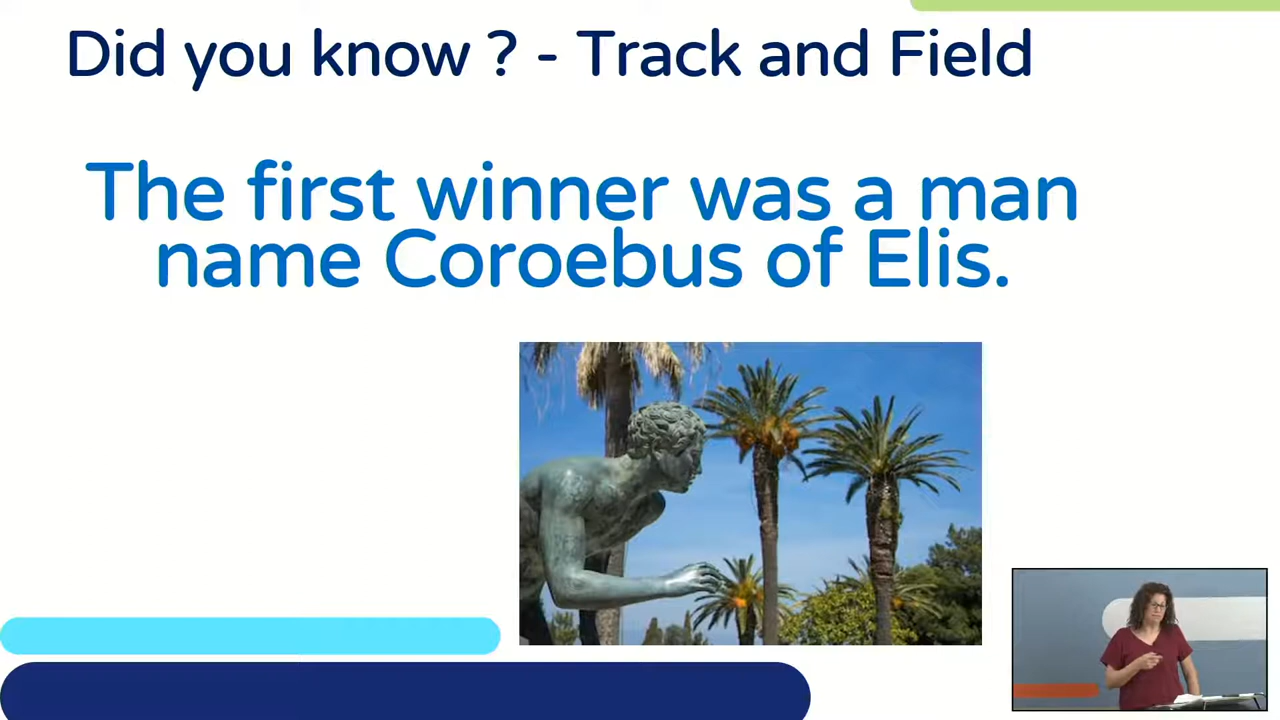 Did you know ? - Track and Field
The first winner was a man
name Coroebus of Elis.